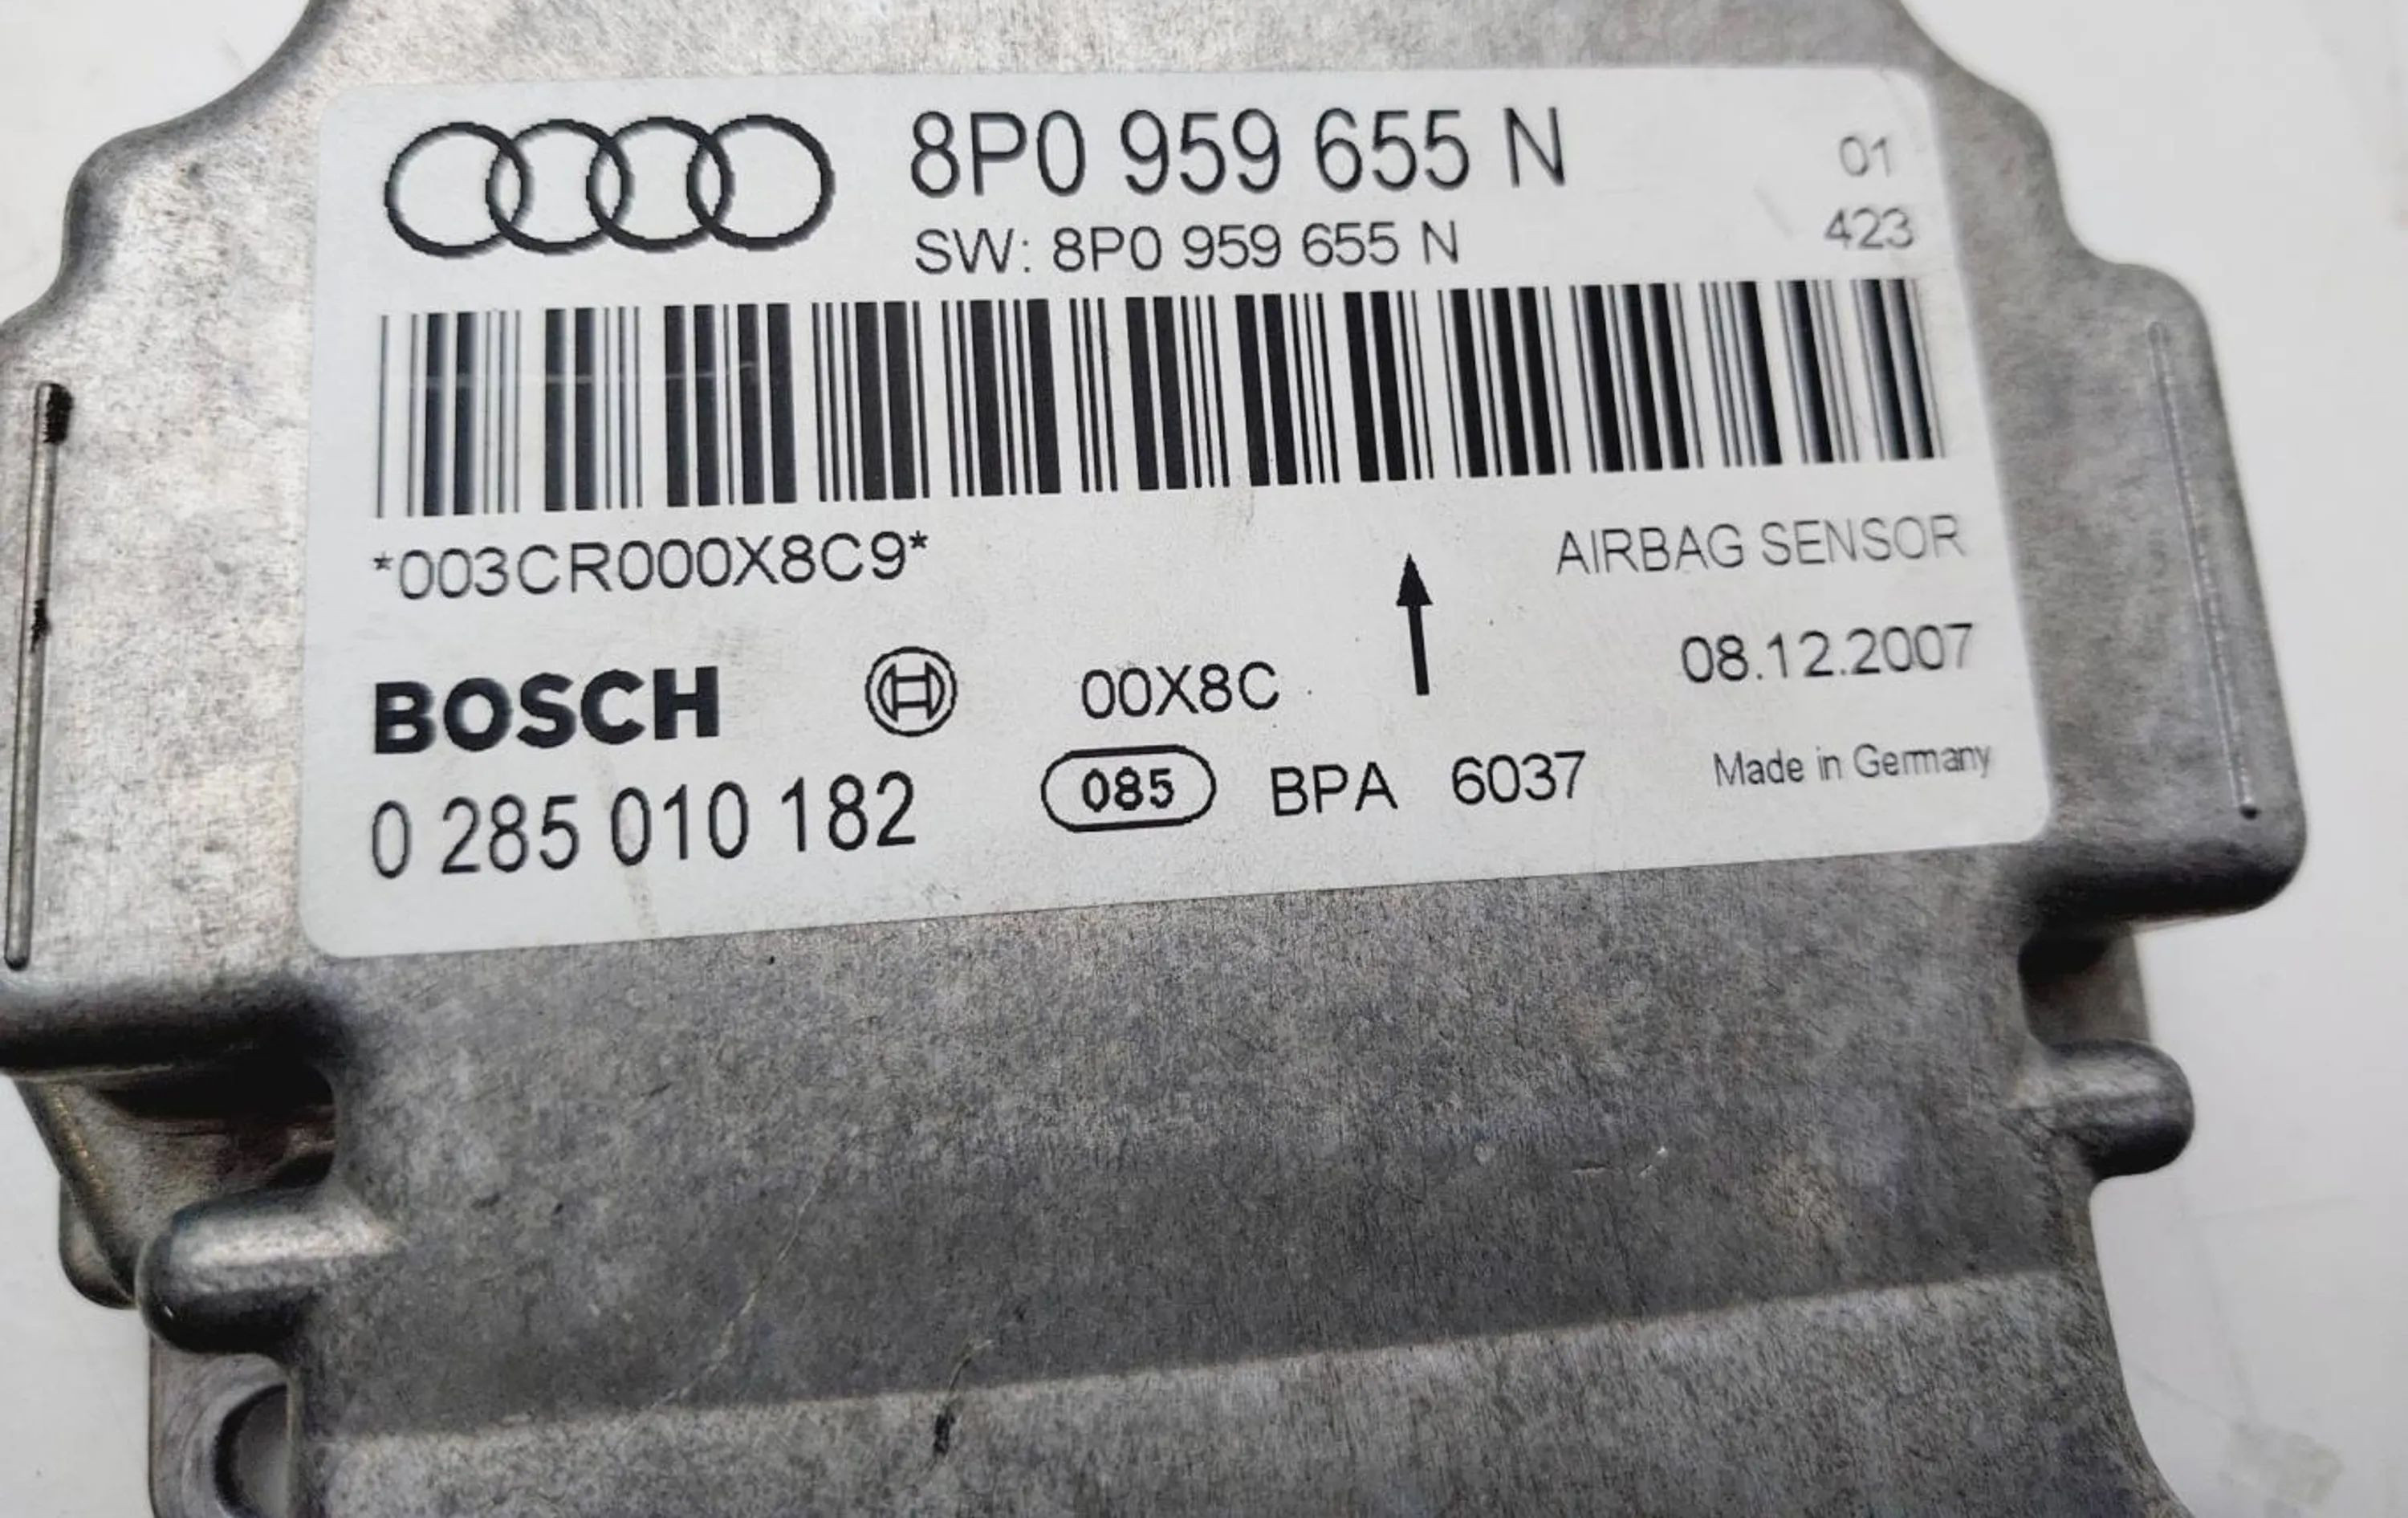 8P0 959 655 N
01
SW: 8P0 959 655 N
423
*003CR000X8C9*
AIRBAG SENSOR
BOSCH 00X8C
08.12.2007
0 285 010 182 085 BPA 6037
Made in Germany